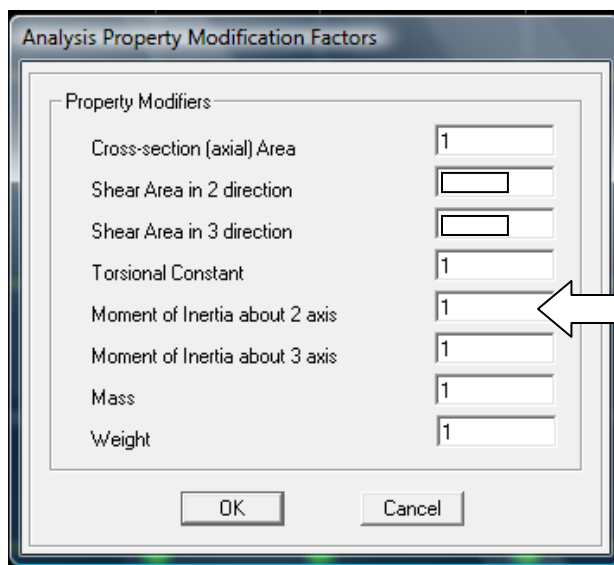 Analysis Property Modification Factors
Property Modifiers
Cross-section (axial) Area 1
Shear Area in 2 direction
Shear Area in 3 direction
Torsional Constant 1
Moment of Inertia about 2 axis 1
Moment of Inertia about 3 axis 1
Mass 1
Weight 1
OK Cancel